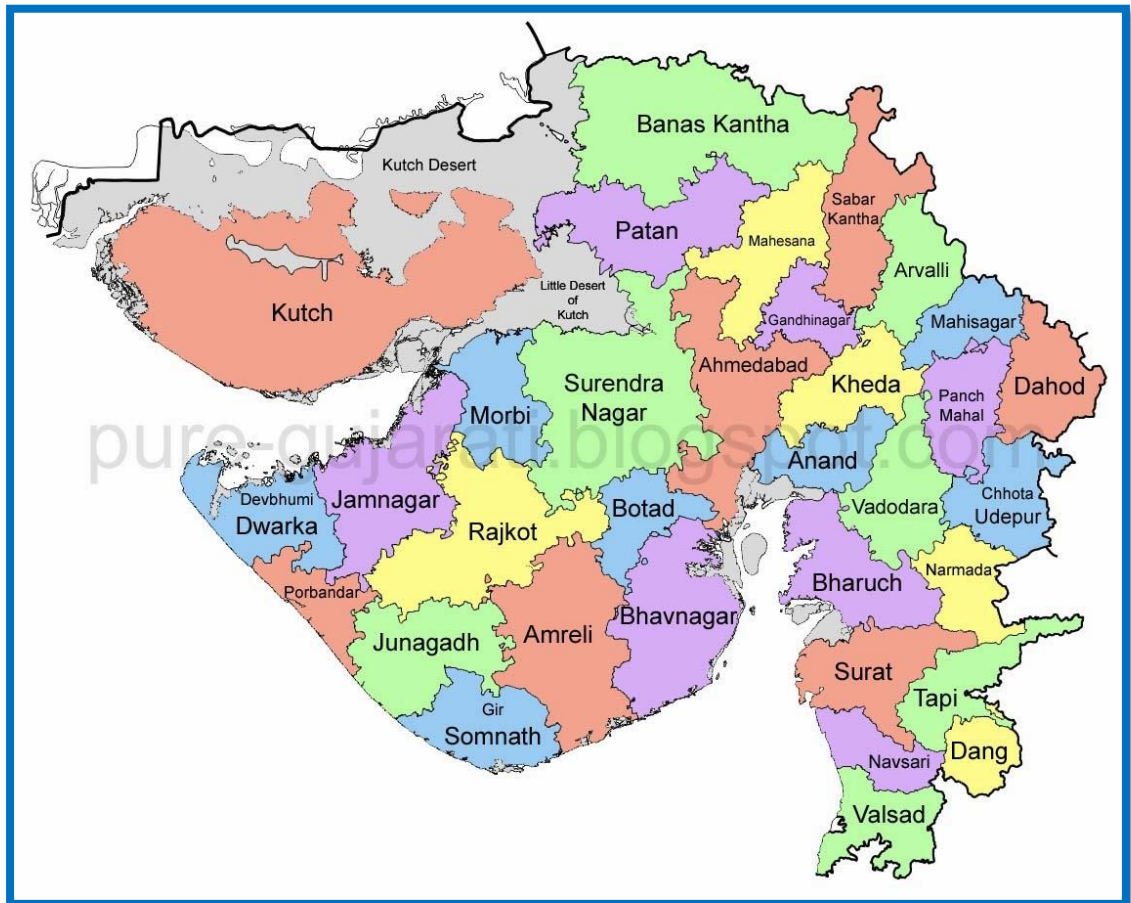 Banas Kantha
Kutch Desert
Sabar
Kantha
Patan
Mahesana
Arvalli
Little Desert
of
Kutch
Kutch
Gandhinagar
Mahisagar
Ahmedabad
Surendra
Nagar
Kheda
Dahod
Panch
Mahal
Morbi
pure-gujarati.blogspot.com
Anand
Devbhumi
Dwarka
Jamnagar
Chhota
Udepur
Botad
Vadodara
Rajkot
Narmada
Bharuch
Porbandar
Bhavnagar
Junagadh
Amreli
Surat
Tapi
Gir
Somnath
Dang
Navsari
Valsad